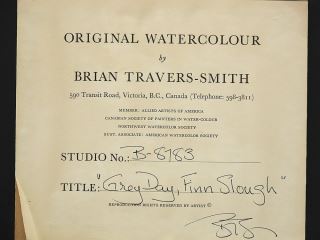 ORIGINAL WATERCOLOUR
by
BRIAN TRAVERS-SMITH
590 Transit Road, Victoria, B.C., Canada (Telephone: 598-3811)
MEMBER: ALLIED ARTISTS OF AMERICA
CANADIAN SOCIETY OF PAINTERS IN WATER-COLOUR
NORTHWEST WATERCOLOR SOCIETY
SUST. ASSOCIATE: AMERICAN WATERCOLOR SOCIETY
STUDIO No.: B-8783
TITLE: "Grey Day, Finn Slough"
REPRODUCTION RIGHTS RESERVED BY ARTIST ©